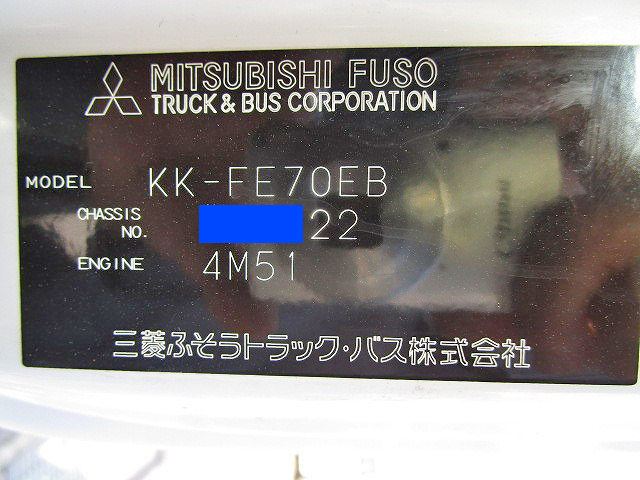 MITSUBISHI FUSO
TRUCK & BUS CORPORATION
MODEL KK-FE70EB
CHASSIS NO. 22
ENGINE 4M51
三菱ふそうトラック・バス株式会社